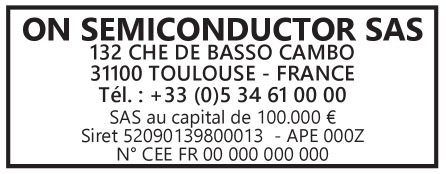 ON SEMICONDUCTOR SAS
132 CHE DE BASSO CAMBO
31100 TOULOUSE - FRANCE
Tél. : +33 (0)5 34 61 00 00
SAS au capital de 100.000 €
Siret 52090139800013 - APE 000Z
N° CEE FR 00 000 000 000